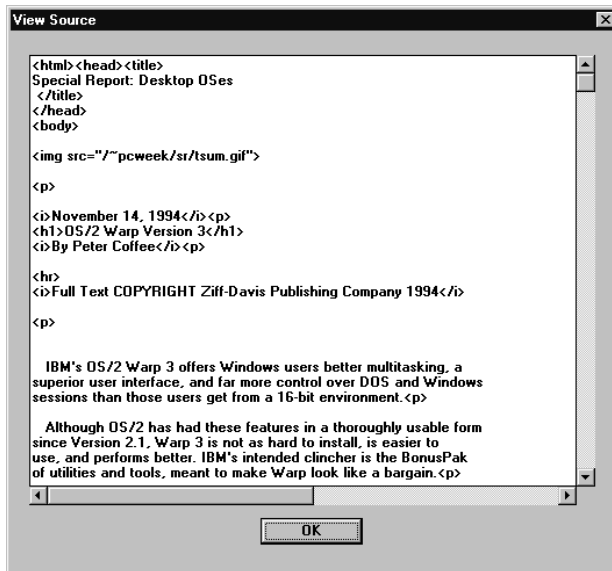 View Source
<html><head><title>
Special Report: Desktop OSes
</title>
</head>
<body>
<img src="/~pcweek/sr/tsum.gif">
<p>
<i>November 14, 1994</i><p>
<h1>OS/2 Warp Version 3</h1>
<i>By Peter Coffee</i><p>
<hr>
<i>Full Text COPYRIGHT Ziff-Davis Publishing Company 1994</i>
<p>
IBM's OS/2 Warp 3 offers Windows users better multitasking, a
superior user interface, and far more control over DOS and Windows
sessions than those users get from a 16-bit environment.<p>
Although OS/2 has had these features in a thoroughly usable form
since Version 2.1, Warp 3 is not as hard to install, is easier to
use, and performs better. IBM's intended clincher is the BonusPak
of utilities and tools, meant to make Warp look like a bargain.<p>
OK